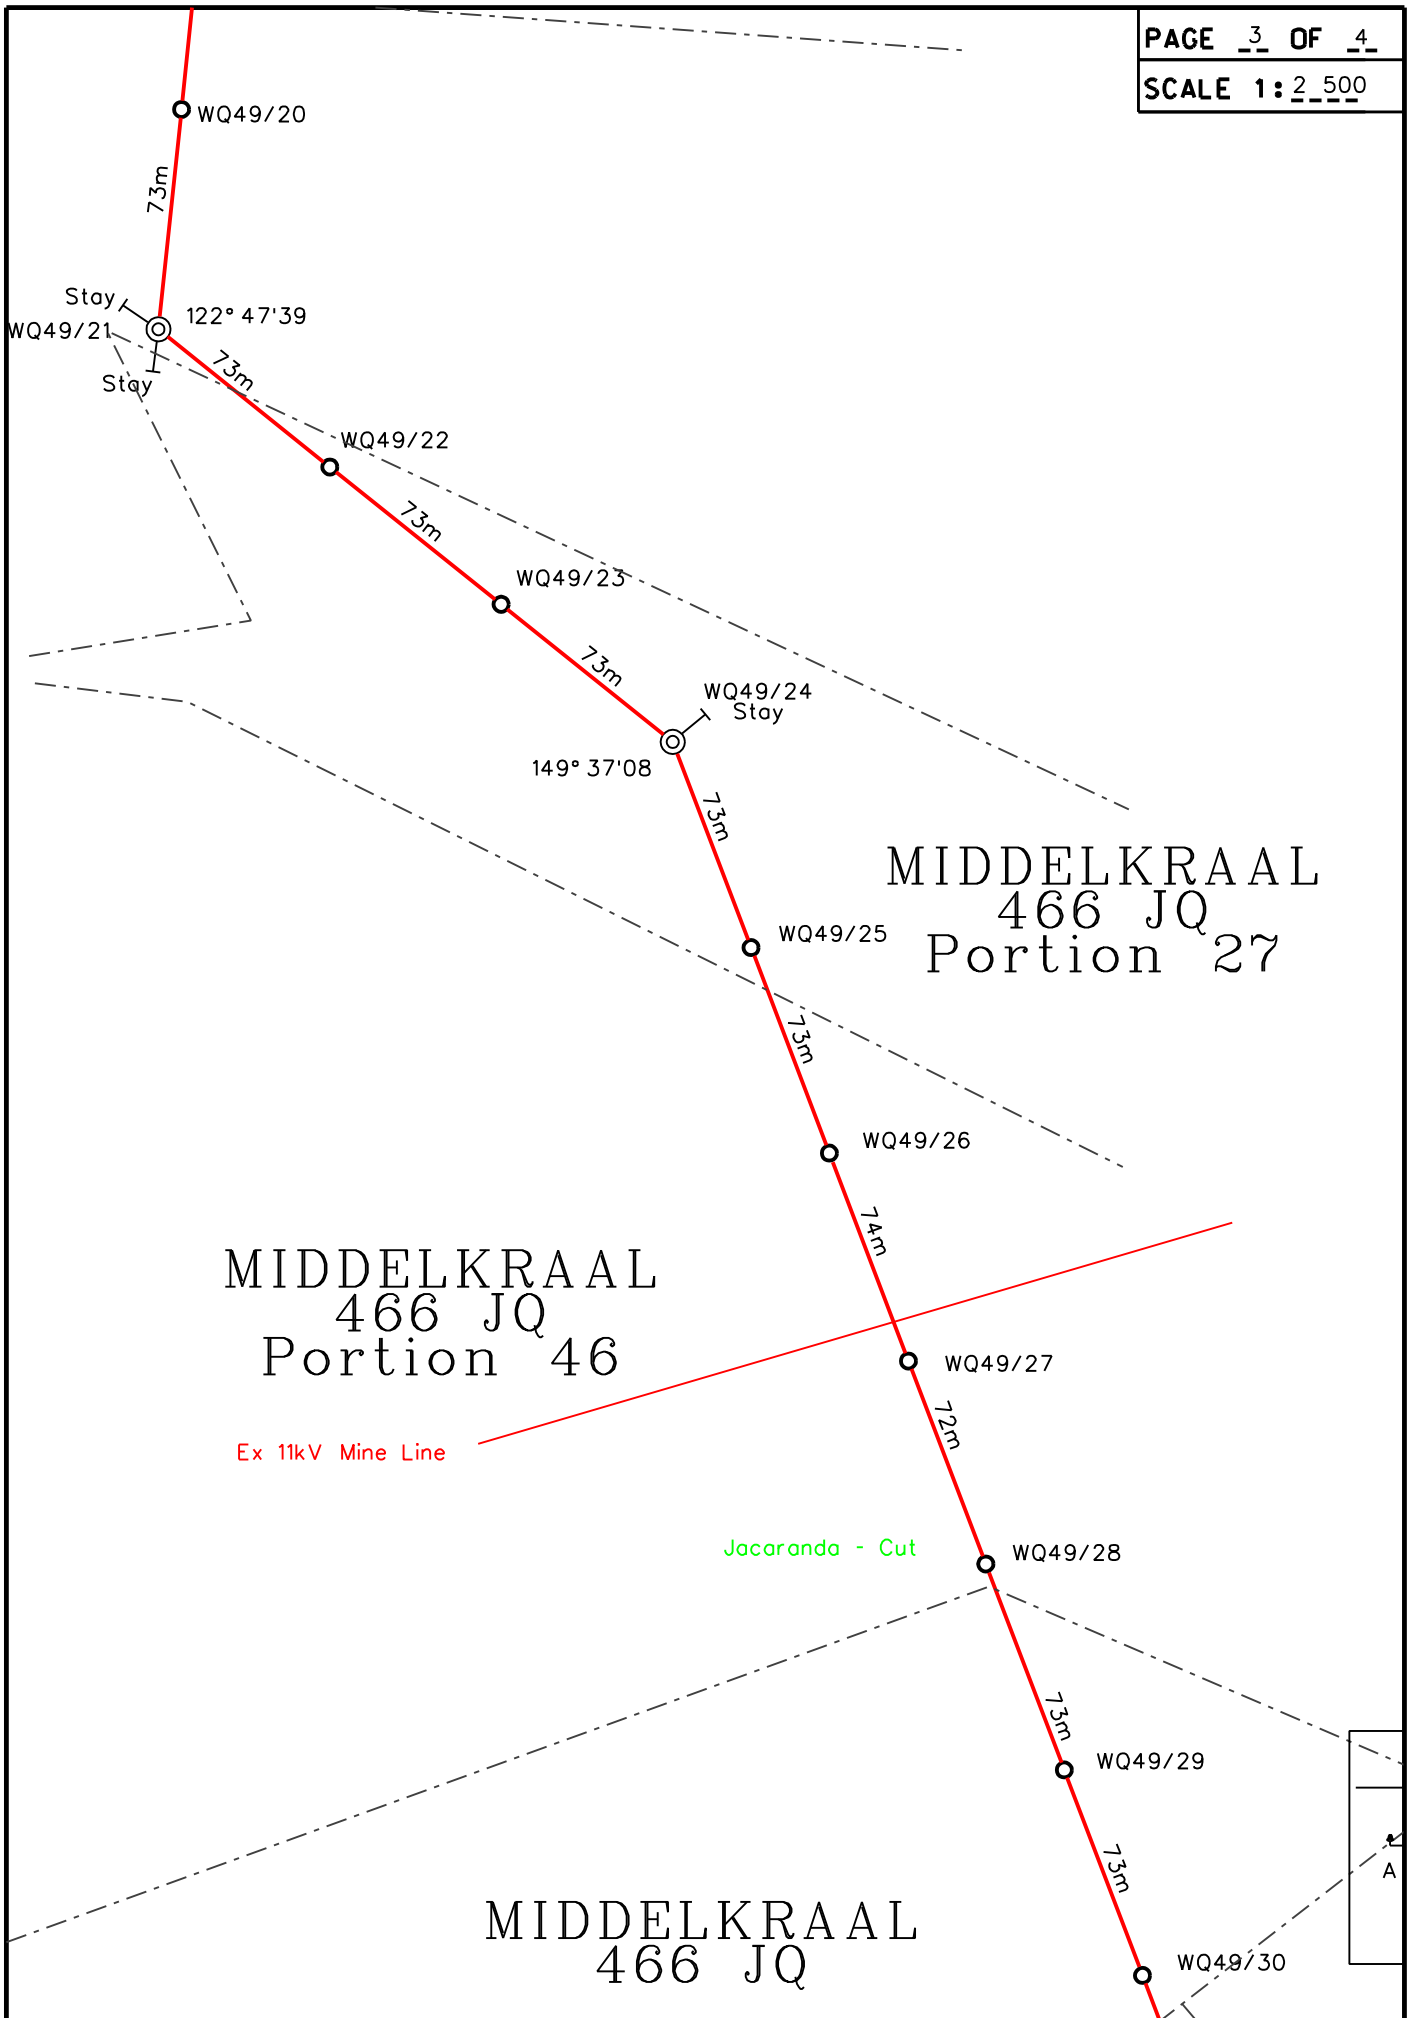 PAGE 3 OF 4
SCALE 1: 2 500
WQ49/20
73m
Stay
122° 47'39
WQ49/21
Stay
73m
WQ49/22
73m
WQ49/23
73m
WQ49/24
Stay
149° 37'08
73m
MIDDELKRAAL
466 JQ
Portion 27
WQ49/25
73m
WQ49/26
74m
MIDDELKRAAL
466 JQ
Portion 46
WQ49/27
72m
Ex 11kV Mine Line
Jacaranda - Cut
WQ49/28
73m
WQ49/29
73m
A
MIDDELKRAAL
466 JQ
WQ49/30